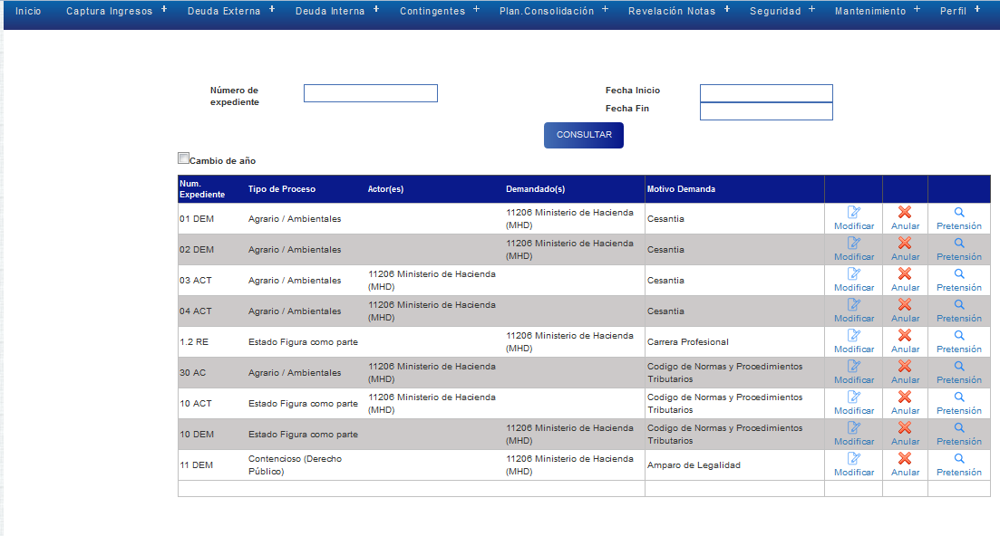 Inicio Captura Ingresos + Deuda Externa + Deuda Interna + Contingentes + Plan.Consolidación + Revelación Notas + Seguridad + Mantenimiento + Perfil +
Número de
expediente
Fecha Inicio
Fecha Fin
CONSULTAR
Cambio de año
Num.
Expediente Tipo de Proceso Actor(es) Demandado(s) Motivo Demanda
01 DEM Agrario / Ambientales 11206 Ministerio de Hacienda
(MHD) Cesantia Modificar Anular Pretensión
02 DEM Agrario / Ambientales 11206 Ministerio de Hacienda
(MHD) Cesantia Modificar Anular Pretensión
03 ACT Agrario / Ambientales 11206 Ministerio de Hacienda
(MHD) Cesantia Modificar Anular Pretensión
04 ACT Agrario / Ambientales 11206 Ministerio de Hacienda
(MHD) Cesantia Modificar Anular Pretensión
1.2 RE Estado Figura como parte 11206 Ministerio de Hacienda
(MHD) Carrera Profesional Modificar Anular Pretensión
30 AC Agrario / Ambientales 11206 Ministerio de Hacienda
(MHD) Codigo de Normas y Procedimientos
Tributarios Modificar Anular Pretensión
10 ACT Estado Figura como parte 11206 Ministerio de Hacienda
(MHD) Codigo de Normas y Procedimientos
Tributarios Modificar Anular Pretensión
10 DEM Estado Figura como parte 11206 Ministerio de Hacienda
(MHD) Codigo de Normas y Procedimientos
Tributarios Modificar Anular Pretensión
11 DEM Contencioso (Derecho
Público) 11206 Ministerio de Hacienda
(MHD) Amparo de Legalidad Modificar Anular Pretensión